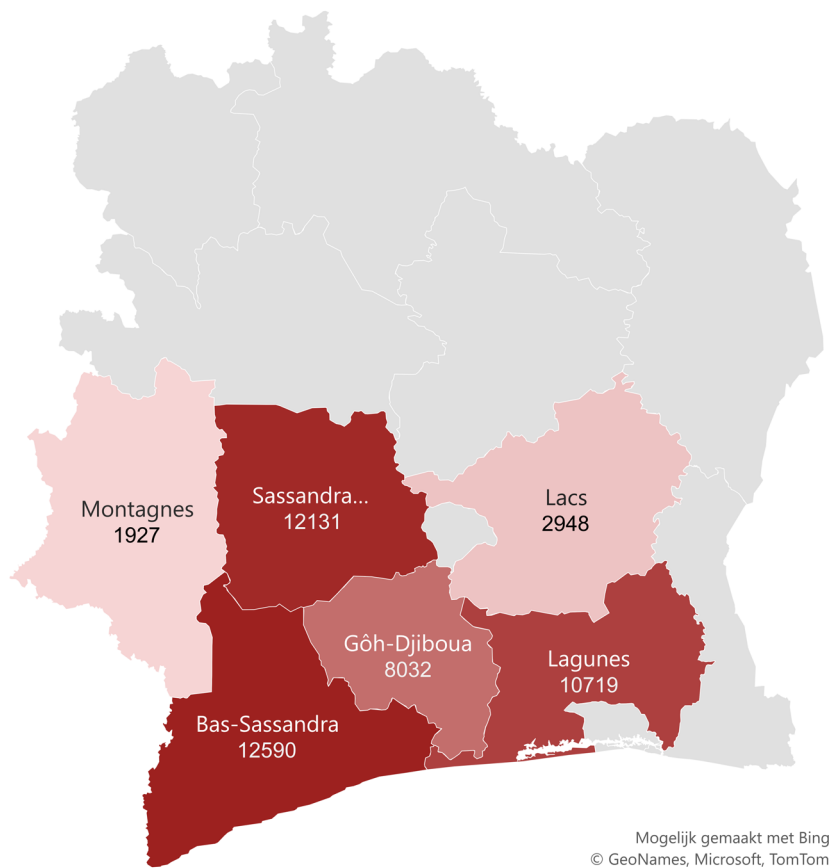 Montagnes
1927
Sassandra...
12131
Lacs
2948
Gôh-Djiboua
8032
Lagunes
10719
Bas-Sassandra
12590
Mogelijk gemaakt met Bing
© GeoNames, Microsoft, TomTom